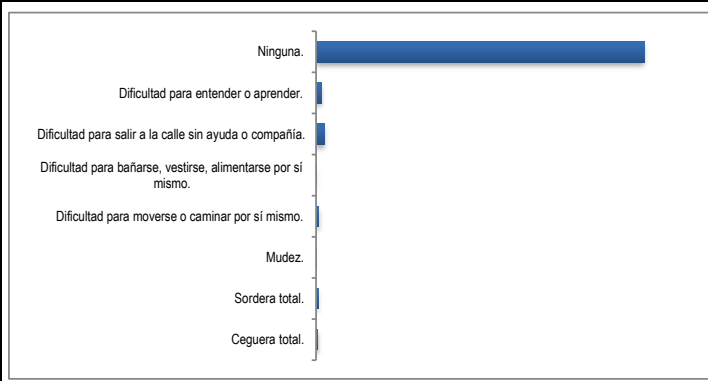 Ninguna.
Dificultad para entender o aprender.
Dificultad para salir a la calle sin ayuda o compañía.
Dificultad para bañarse, vestirse, alimentarse por sí
mismo.
Dificultad para moverse o caminar por sí mismo.
Mudez.
Sordera total.
Ceguera total.